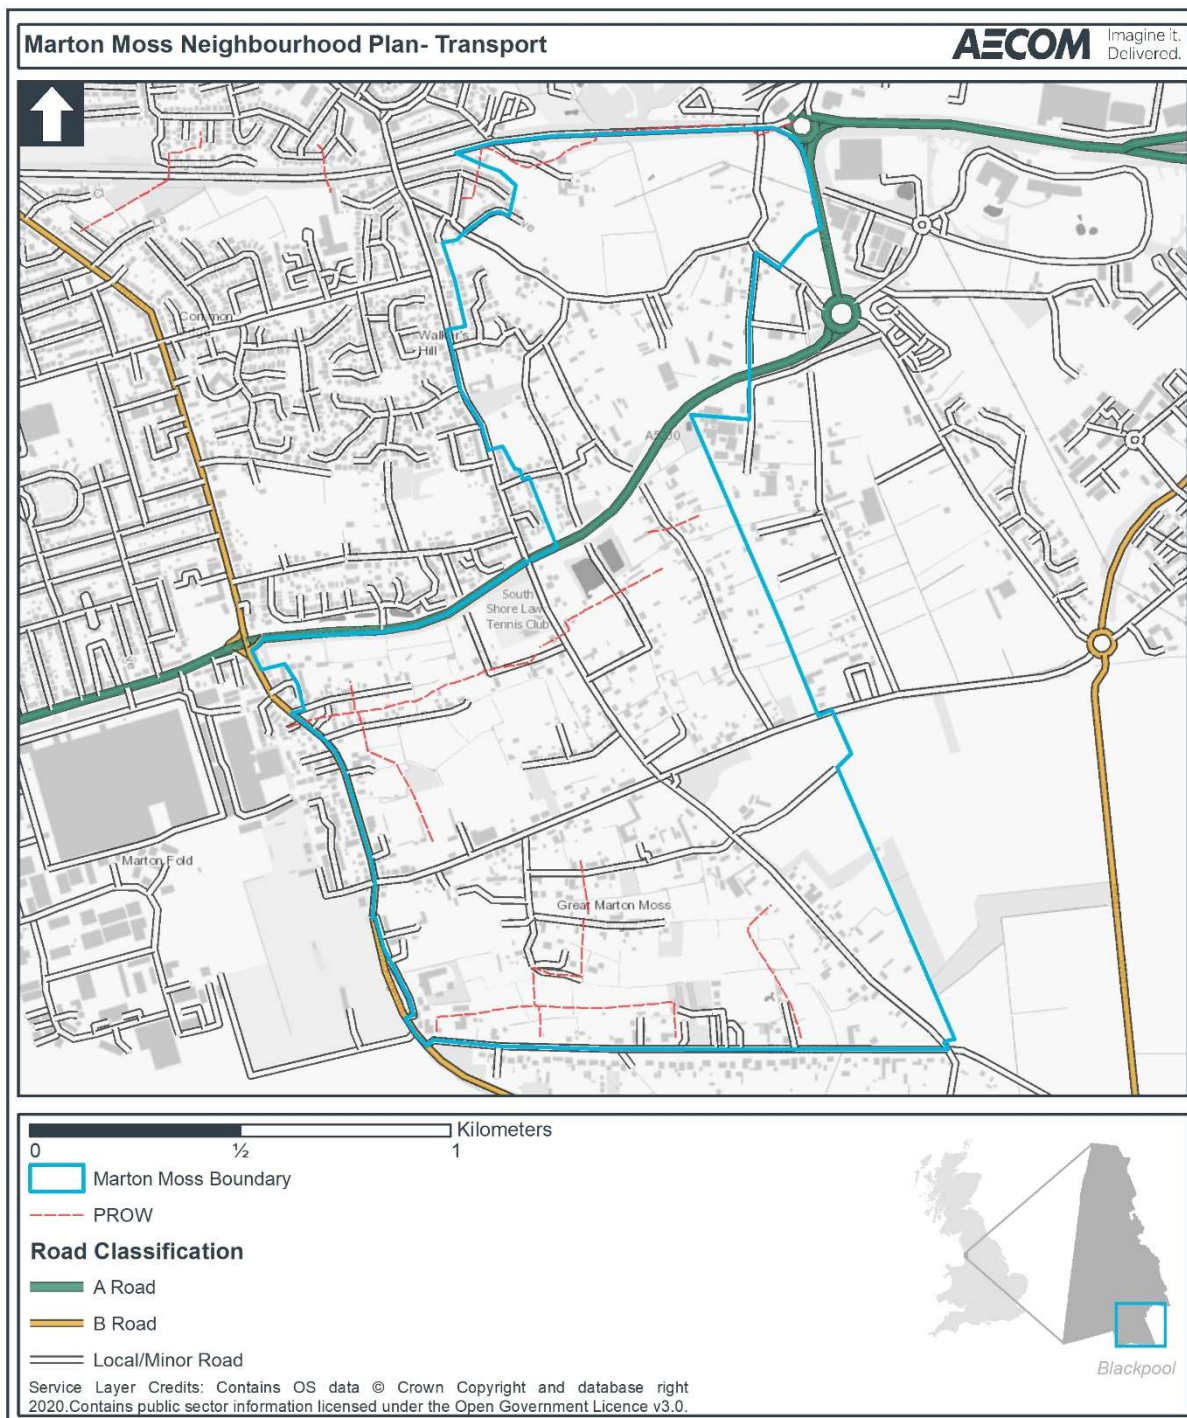 Marton Moss Neighbourhood Plan- Transport
AECOM
Imagine it.
Delivered.
Common
Walker's
Hill
South
Shore Law
Tennis Club
Marton Fold
Great Marton Moss
Kilometers
0 ½ 1
Marton Moss Boundary
PROW
Road Classification
A Road
B Road
Local/Minor Road
Blackpool
Service Layer Credits: Contains OS data © Crown Copyright and database right
2020.Contains public sector information licensed under the Open Government Licence v3.0.